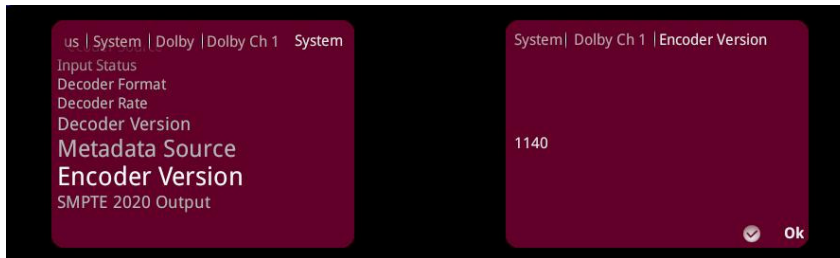 us | System | Dolby | Dolby Ch 1 System
Input Status
Decoder Format
Decoder Rate
Decoder Version
Metadata Source
Encoder Version
SMPTE 2020 Output
System| Dolby Ch 1 | Encoder Version
1140
Ok